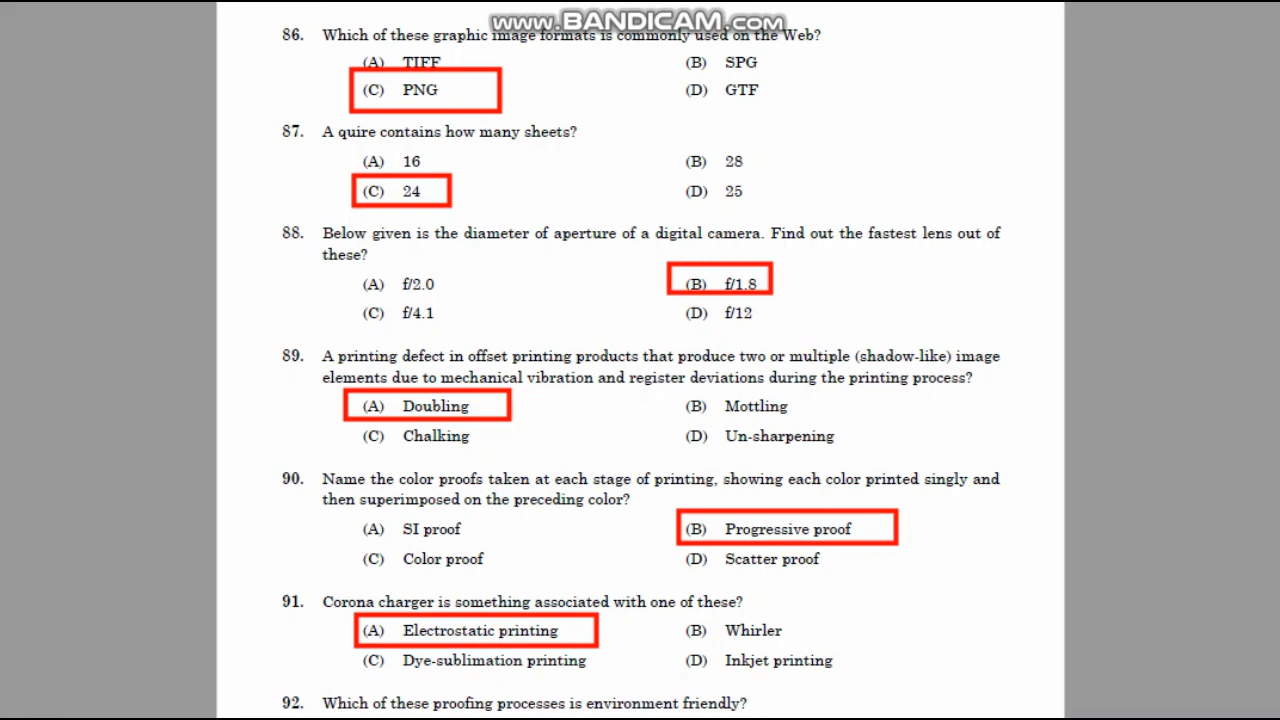 www.BANDICAM.com
86. Which of these graphic image formats is commonly used on the Web?
(A) TIFF (B) SPG
(C) PNG (D) GTF
87. A quire contains how many sheets?
(A) 16 (B) 28
(C) 24 (D) 25
88. Below given is the diameter of aperture of a digital camera. Find out the fastest lens out of
these?
(A) f/2.0 (B) f/1.8
(C) f/4.1 (D) f/12
89. A printing defect in offset printing products that produce two or multiple (shadow-like) image
elements due to mechanical vibration and register deviations during the printing process?
(A) Doubling (B) Mottling
(C) Chalking (D) Un-sharpening
90. Name the color proofs taken at each stage of printing, showing each color printed singly and
then superimposed on the preceding color?
(A) SI proof (B) Progressive proof
(C) Color proof (D) Scatter proof
91. Corona charger is something associated with one of these?
(A) Electrostatic printing (B) Whirler
(C) Dye-sublimation printing (D) Inkjet printing
92. Which of these proofing processes is environment friendly?